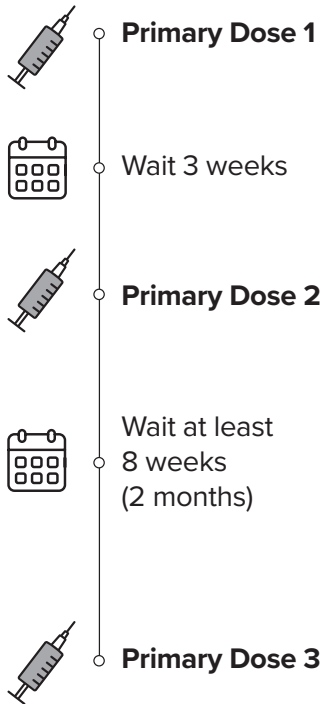 Primary Dose 1
Wait 3 weeks
Primary Dose 2
Wait at least
8 weeks
(2 months)
Primary Dose 3